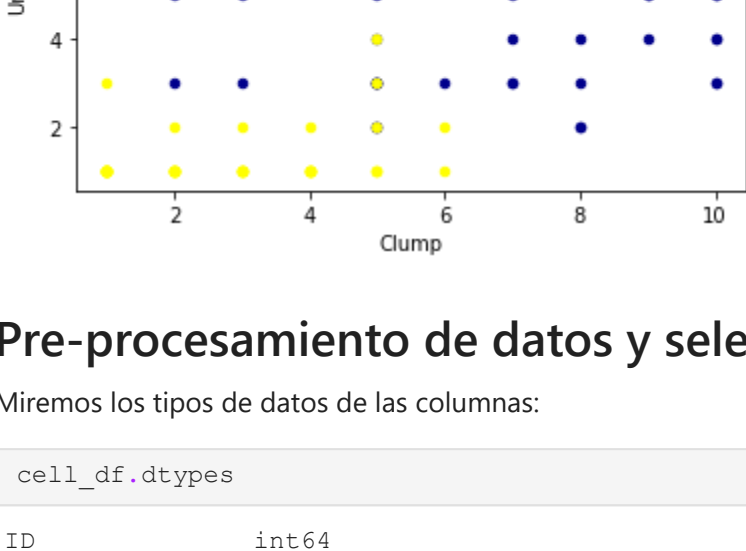 4
2
2 4 6 8 10
Clump
Pre-procesamiento de datos y
Miremos los tipos de datos de las columnas:
cell_df.dtypes
ID int64